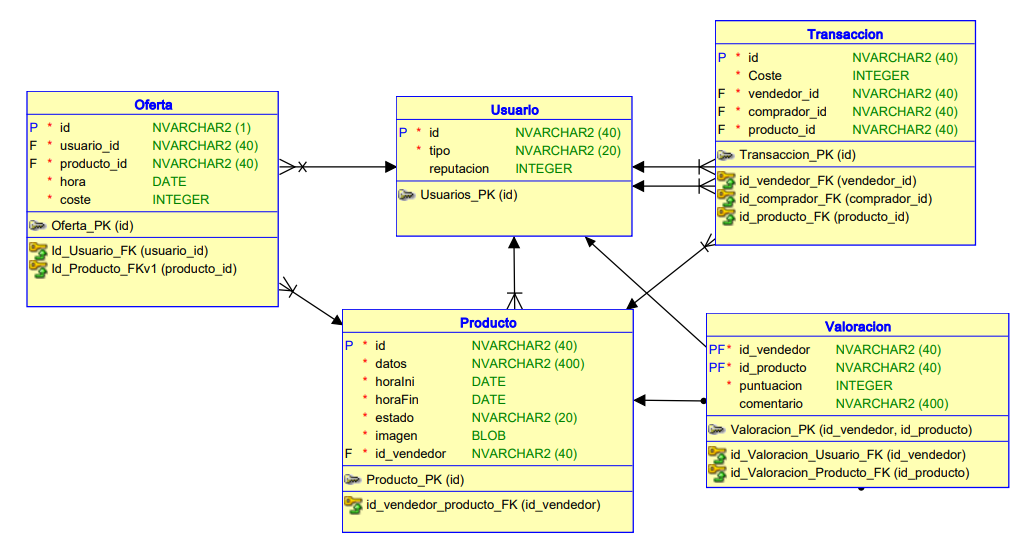 Oferta
P * id NVARCHAR2 (1)
F * usuario_id NVARCHAR2 (40)
F * producto_id NVARCHAR2 (40)
* hora DATE
* coste INTEGER
Oferta_PK (id)
Id_Usuario_FK (usuario_id)
Id_Producto_FKv1 (producto_id)
Usuario
P * id NVARCHAR2 (40)
* tipo NVARCHAR2 (20)
reputacion INTEGER
Usuarios_PK (id)
Transaccion
P * id NVARCHAR2 (40)
* Coste INTEGER
F * vendedor_id NVARCHAR2 (40)
F * comprador_id NVARCHAR2 (40)
F * producto_id NVARCHAR2 (40)
Transaccion_PK (id)
id_vendedor_FK (vendedor_id)
id_comprador_FK (comprador_id)
id_producto_FK (producto_id)
Producto
P * id NVARCHAR2 (40)
* datos NVARCHAR2 (400)
* horaIni DATE
* horaFin DATE
* estado NVARCHAR2 (20)
* imagen BLOB
F * id_vendedor NVARCHAR2 (40)
Producto_PK (id)
id_vendedor_producto_FK (id_vendedor)
Valoracion
PF* id_vendedor NVARCHAR2 (40)
PF* id_producto NVARCHAR2 (40)
* puntuacion INTEGER
comentario NVARCHAR2 (400)
Valoracion_PK (id_vendedor, id_producto)
id_Valoracion_Usuario_FK (id_vendedor)
id_Valoracion_Producto_FK (id_producto)